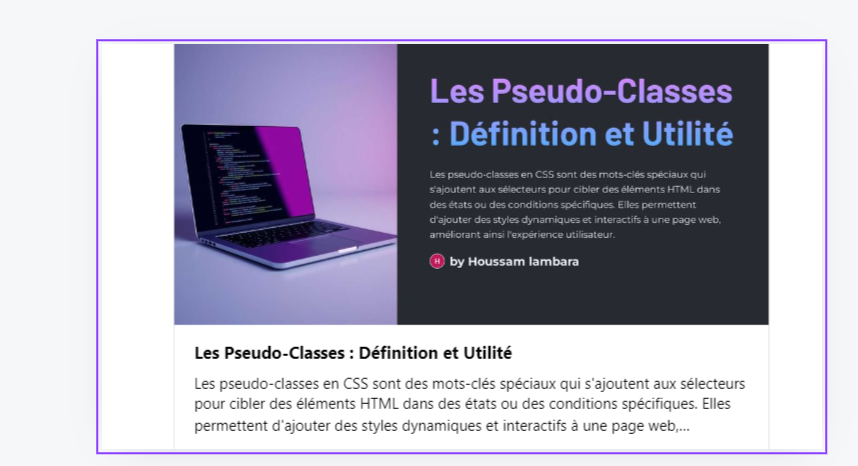 Les Pseudo-Classes
: Définition et Utilité
Les pseudo-classes en CSS sont des mots-clés spéciaux qui
s'ajoutent aux sélecteurs pour cibler des éléments HTML dans
des états ou des conditions spécifiques. Elles permettent
d'ajouter des styles dynamiques et interactifs à une page web,
améliorant ainsi l'expérience utilisateur.
H by Houssam lambara
Les Pseudo-Classes : Définition et Utilité
Les pseudo-classes en CSS sont des mots-clés spéciaux qui s'ajoutent aux sélecteurs
pour cibler des éléments HTML dans des états ou des conditions spécifiques. Elles
permettent d'ajouter des styles dynamiques et interactifs à une page web,...